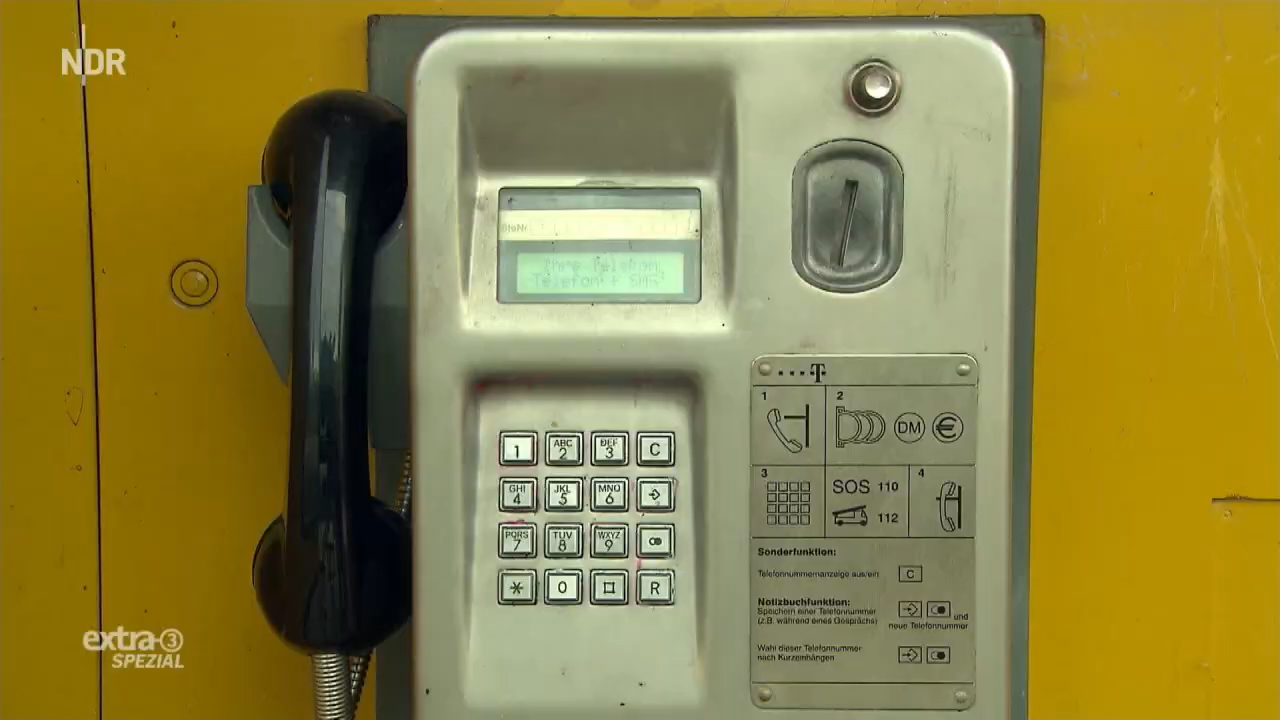 NDR
Ihre Telekom
Telefon + SMS
1
ABC
2
DEF
3
C
GHI
4
JKL
5
MNO
6
PQRS
7
TUV
8
WXYZ
9
*
0
R
T
1
2
DM
€
3
SOS 110
112
4
Sonderfunktion:
Telefonnummernanzeige aus/ein
C
Notizbuchfunktion:
Speichern einer Telefonnummer
(z.B. während eines Gesprächs)
und
neue Telefonnummer
Wahl dieser Telefonnummer
nach Kurzeinhängen
extra 3
SPEZIAL